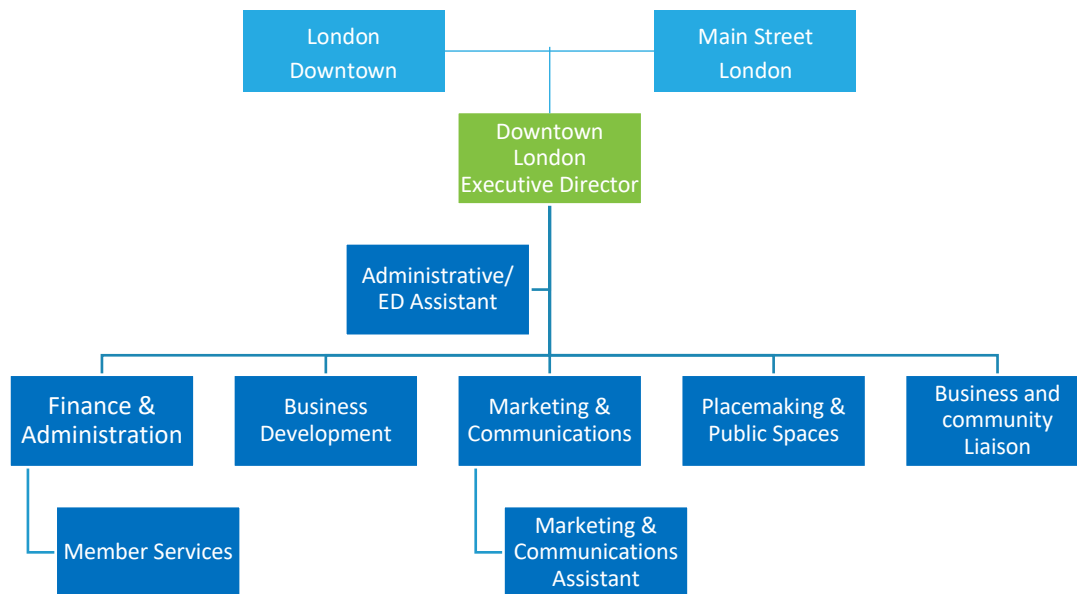 London
Downtown
Main Street
London
Downtown
London
Executive Director
Administrative/
ED Assistant
Finance &
Administration
Business
Development
Marketing &
Communications
Placemaking &
Public Spaces
Business and
community
Liaison
Member Services
Marketing &
Communications
Assistant